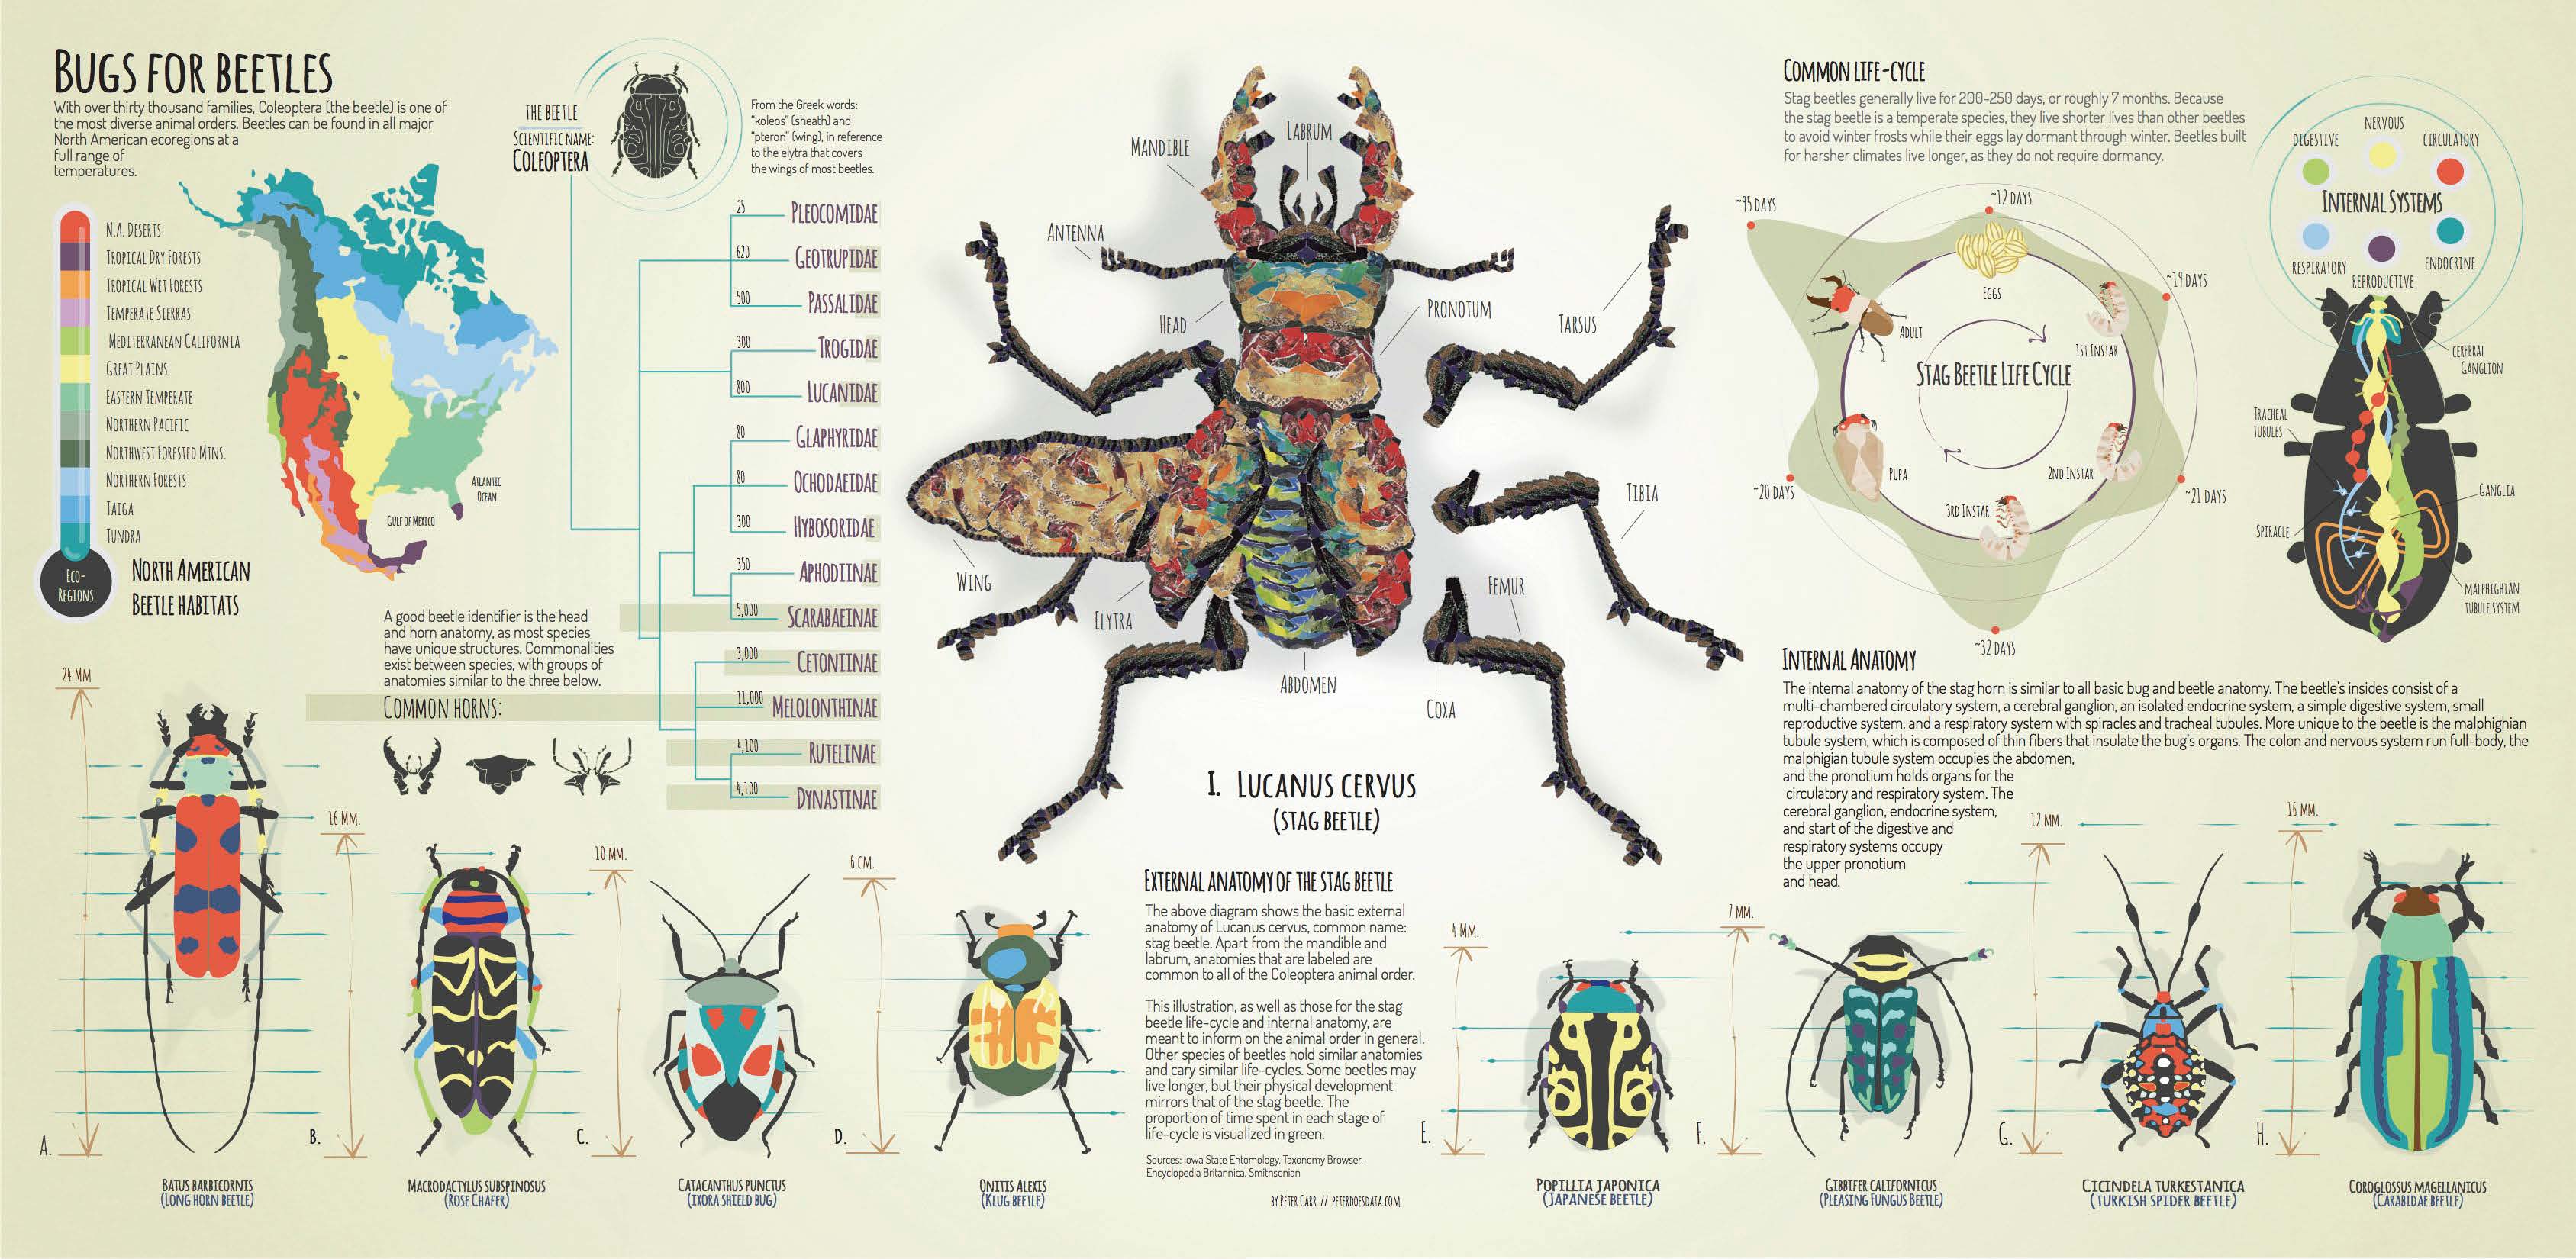 BUGS FOR BEETLES
With over thirty thousand families, Coleoptera (the beetle) is one of
the most diverse animal orders. Beetles can be found in all major
North American ecoregions at a
full range of
temperatures.
N.A. DESERTS
TROPICAL DRY FORESTS
TROPICAL WET FORESTS
TEMPERATE SIERRAS
MEDITERRANEAN CALIFORNIA
GREAT PLAINS
EASTERN TEMPERATE
NORTHERN PACIFIC
NORTHWEST FORESTED MTNS.
NORTHERN FORESTS
TAIGA
TUNDRA
ECO-
REGIONS
NORTH AMERICAN
BEETLE HABITATS
ATLANTIC
OCEAN
GULF OF MEXICO
THE BEETLE
SCIENTIFIC NAME:
COLEOPTERA
From the Greek words:
"koleos" (sheath) and
"pteron" (wing), in reference
to the elytra that covers
the wings of most beetles.
25 PLEOCOMIDAE
620 GEOTRUPIDAE
500 PASSALIDAE
300 TROGIDAE
800 LUCANIDAE
80 GLAPHYRIDAE
80 OCHODAEIDAE
300 HYBOSORIDAE
350 APHODIINAE
5,000 SCARABAEINAE
3,000 CETONIINAE
11,000 MELOLONTHINAE
4,100 RUTELINAE
4,100 DYNASTINAE
A good beetle identifier is the head
and horn anatomy, as most species
have unique structures. Commonalities
exist between species, with groups of
anatomies similar to the three below.
COMMON HORNS:
MANDIBLE
LABRUM
ANTENNA
HEAD
PRONOTUM
TARSUS
TIBIA
WING
ELYTRA
FEMUR
ABDOMEN
COXA
I. LUCANUS CERVUS
(STAG BEETLE)
EXTERNAL ANATOMY OF THE STAG BEETLE
The above diagram shows the basic external
anatomy of Lucanus cervus, common name:
stag beetle. Apart from the mandible and
labrum, anatomies that are labeled are
common to all of the Coleoptera animal order.
This illustration, as well as those for the stag
beetle life-cycle and internal anatomy, are
meant to inform on the animal order in general.
Other species of beetles hold similar anatomies
and cary similar life-cycles. Some beetles may
live longer, but their physical development
mirrors that of the stag beetle. The
proportion of time spent in each stage of
life-cycle is visualized in green.
Sources: Iowa State Entomology, Taxonomy Browser,
Encyclopedia Britannica, Smithsonian
BY PETER CARR // PETERDOESDATA.COM
COMMON LIFE-CYCLE
Stag beetles generally live for 200-250 days, or roughly 7 months. Because
the stag beetle is a temperate species, they live shorter lives than other beetles
to avoid winter frosts while their eggs lay dormant through winter. Beetles built
for harsher climates live longer, as they do not require dormancy.
~95 DAYS
~12 DAYS
~19 DAYS
~21 DAYS
~32 DAYS
~20 DAYS
EGGS
1ST INSTAR
2ND INSTAR
3RD INSTAR
PUPA
ADULT
STAG BEETLE LIFE CYCLE
NERVOUS
DIGESTIVE
CIRCULATORY
INTERNAL SYSTEMS
RESPIRATORY
REPRODUCTIVE
ENDOCRINE
CEREBRAL
GANGLION
TRACHEAL
TUBULES
GANGLIA
SPIRACLE
MALPHIGHIAN
TUBULE SYSTEM
INTERNAL ANATOMY
The internal anatomy of the stag horn is similar to all basic bug and beetle anatomy. The beetle's insides consist of a
multi-chambered circulatory system, a cerebral ganglion, an isolated endocrine system, a simple digestive system, small
reproductive system, and a respiratory system with spiracles and tracheal tubules. More unique to the beetle is the malphighian
tubule system, which is composed of thin fibers that insulate the bug's organs. The colon and nervous system run full-body, the
malphigian tubule system occupies the abdomen,
and the pronotium holds organs for the
circulatory and respiratory system. The
cerebral ganglion, endocrine system,
and start of the digestive and
respiratory systems occupy
the upper pronotium
and head.
24 MM
A.
BATUS BARBICORNIS
(LONG HORN BEETLE)
16 MM.
B.
MACRODACTYLUS SUBSPINOSUS
(ROSE CHAFER)
10 MM.
C.
CATACANTHUS PUNCTUS
(IXORA SHIELD BUG)
6 CM.
D.
ONITIS ALEXIS
(KLUG BEETLE)
4 MM.
E.
POPILLIA JAPONICA
(JAPANESE BEETLE)
7 MM.
F.
GIBBIFER CALIFORNICUS
(PLEASING FUNGUS BEETLE)
12 MM.
G.
CICINDELA TURKESTANICA
(TURKISH SPIDER BEETLE)
16 MM.
H.
COROGLOSSUS MAGELLANICUS
(CARABIDAE BEETLE)